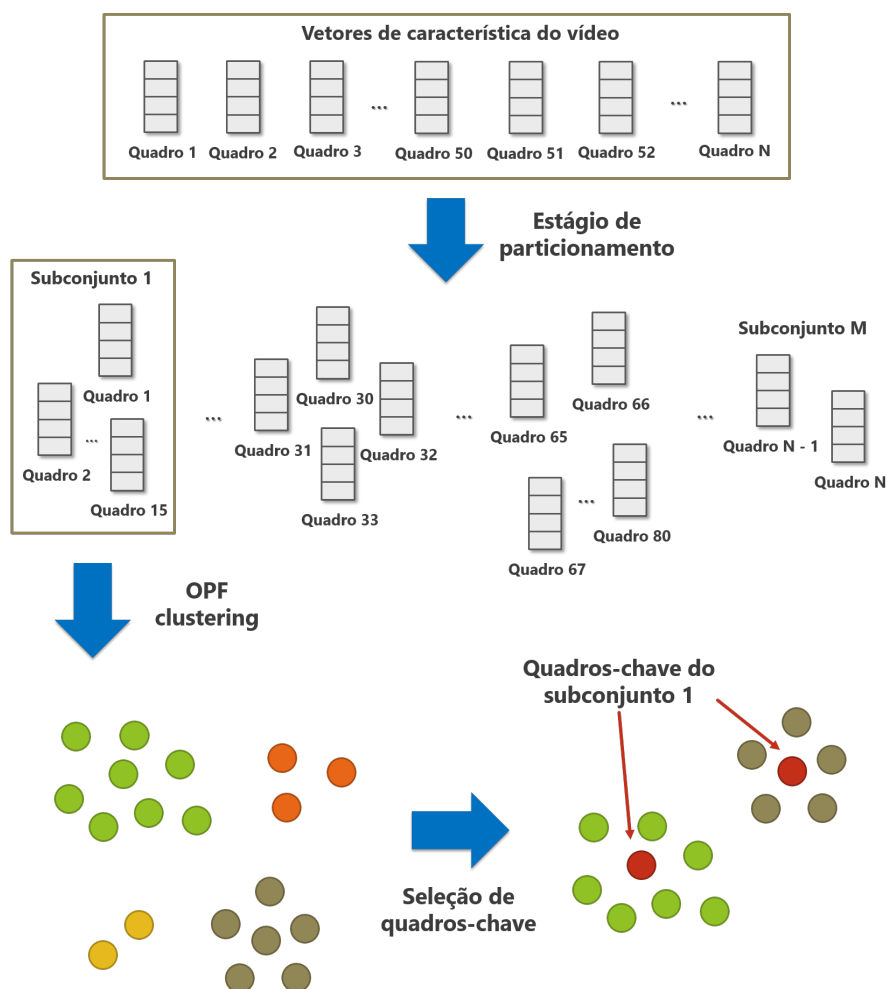 Vetores de característica do vídeo
...
...
Quadro 1
Quadro 2
Quadro 3
Quadro 50
Quadro 51
Quadro 52
Quadro N
Estágio de
particionamento
Subconjunto 1
Quadro 1
...
Quadro 2
Quadro 15
...
Quadro 30
Quadro 31
Quadro 32
Quadro 33
...
Quadro 66
Quadro 65
...
Quadro 80
Quadro 67
...
Subconjunto M
Quadro N - 1
Quadro N
OPF
clustering
Quadros-chave do
subconjunto 1
Seleção de
quadros-chave